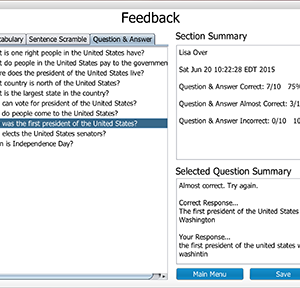 Feedback
cabulary Sentence Scramble Question & Answer
t is one right people in the United States have?
t do people in the United States pay to the governmen
re does the president of the United States live?
t country is north of the United States?
t is the largest state in the country?
can vote for president of the United States?
do people come to the United States?
was the first president of the United States?
elects the United States senators?
n is Independence Day?
Section Summary
Lisa Over
Sat Jun 20 10:22:28 EDT 2015
Question & Answer Correct: 7/10 75%
Question & Answer Almost Correct: 3/1
Question & Answer Incorrect: 0/10 10
Selected Question Summary
Almost correct. Try again.
Correct Response...
The first president of the United States
Washington
Your Response...
the first president of the united states w
washintin
Main Menu Save